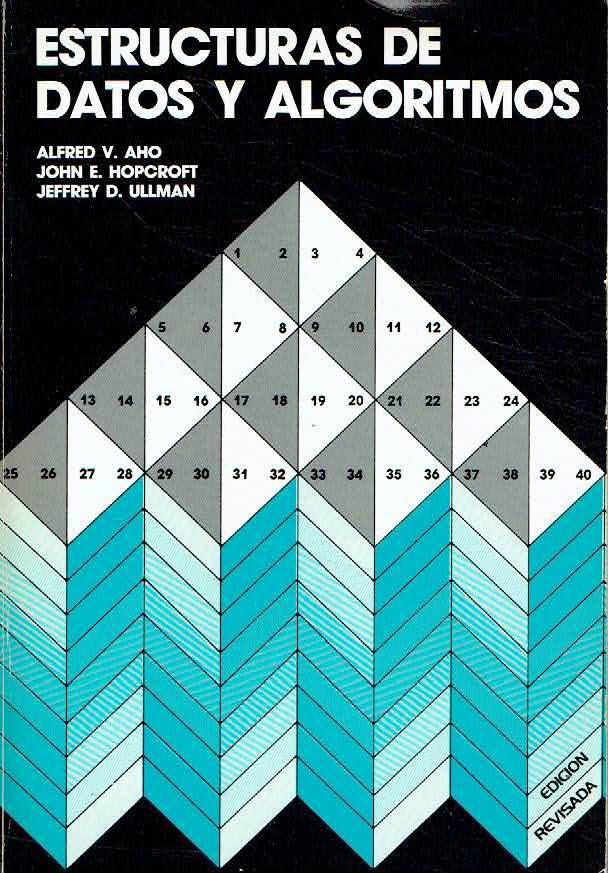 ESTRUCTURAS DE
DATOS Y ALGORITMOS
ALFRED V. AHO
JOHN E. HOPCROFT
JEFFREY D. ULLMAN
1 2 3 4
5 6 7 8 9 10 11 12
13 14 15 16 17 18 19 20 21 22 23 24
25 26 27 28 29 30 31 32 33 34 35 36 37 38 39 40
EDICION
REVISADA